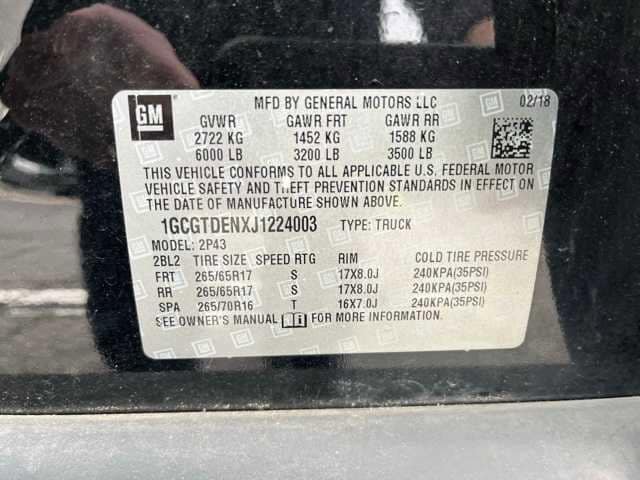 GM
MFD BY GENERAL MOTORS LLC 02/18
GVWR GAWR FRT GAWR RR
2722 KG 1452 KG 1588 KG
6000 LB 3200 LB 3500 LB
THIS VEHICLE CONFORMS TO ALL APPLICABLE U.S. FEDERAL MOTOR
VEHICLE SAFETY AND THEFT PREVENTION STANDARDS IN EFFECT ON
THE DATE OF MANUFACTURE SHOWN ABOVE.
1GCGTDENXJ1224003 TYPE: TRUCK
MODEL: 2P43
2BL2 TIRE SIZE SPEED RTG RIM COLD TIRE PRESSURE
FRT 265/65R17 S 17X8.0J 240KPA(35PSI)
RR 265/65R17 S 17X8.0J 240KPA(35PSI)
SPA 265/70R16 T 16X7.0J 240KPA(35PSI)
SEE OWNER'S MANUAL FOR MORE INFORMATION.